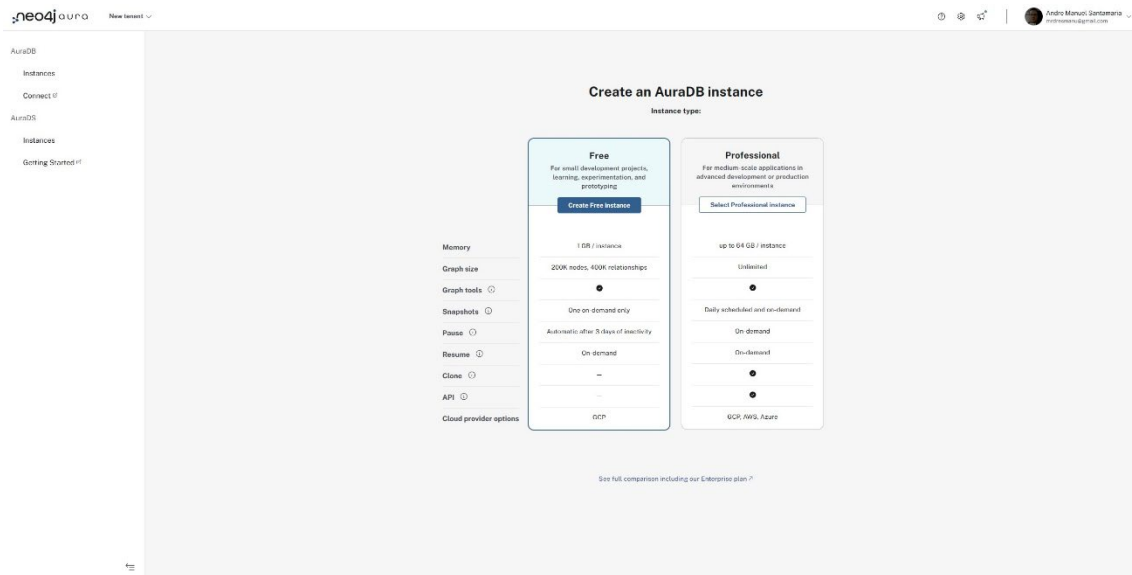 neo4j aura
New tenant
Andre Manuel Santamaria
AuraDB
Instances
Connect
AuraDS
Instances
Getting Started
Create an AuraDB instance
Instance type:
Free
For small development projects,
learning, experimentation, and
prototyping
Create Free Instance
Professional
For medium-scale applications in
advanced development or production
environments
Select Professional instance
Memory
1 GB / instance
up to 64 GB / instance
Graph size
200K nodes, 400K relationships
Unlimited
Graph tools
Snapshots
One on-demand only
Daily scheduled and on-demand
Pause
Automatic after 3 days of inactivity
On-demand
Resume
On-demand
On-demand
Clone
–
API
–
Cloud provider options
GCP
GCP, AWS, Azure
See full comparison including our Enterprise plan